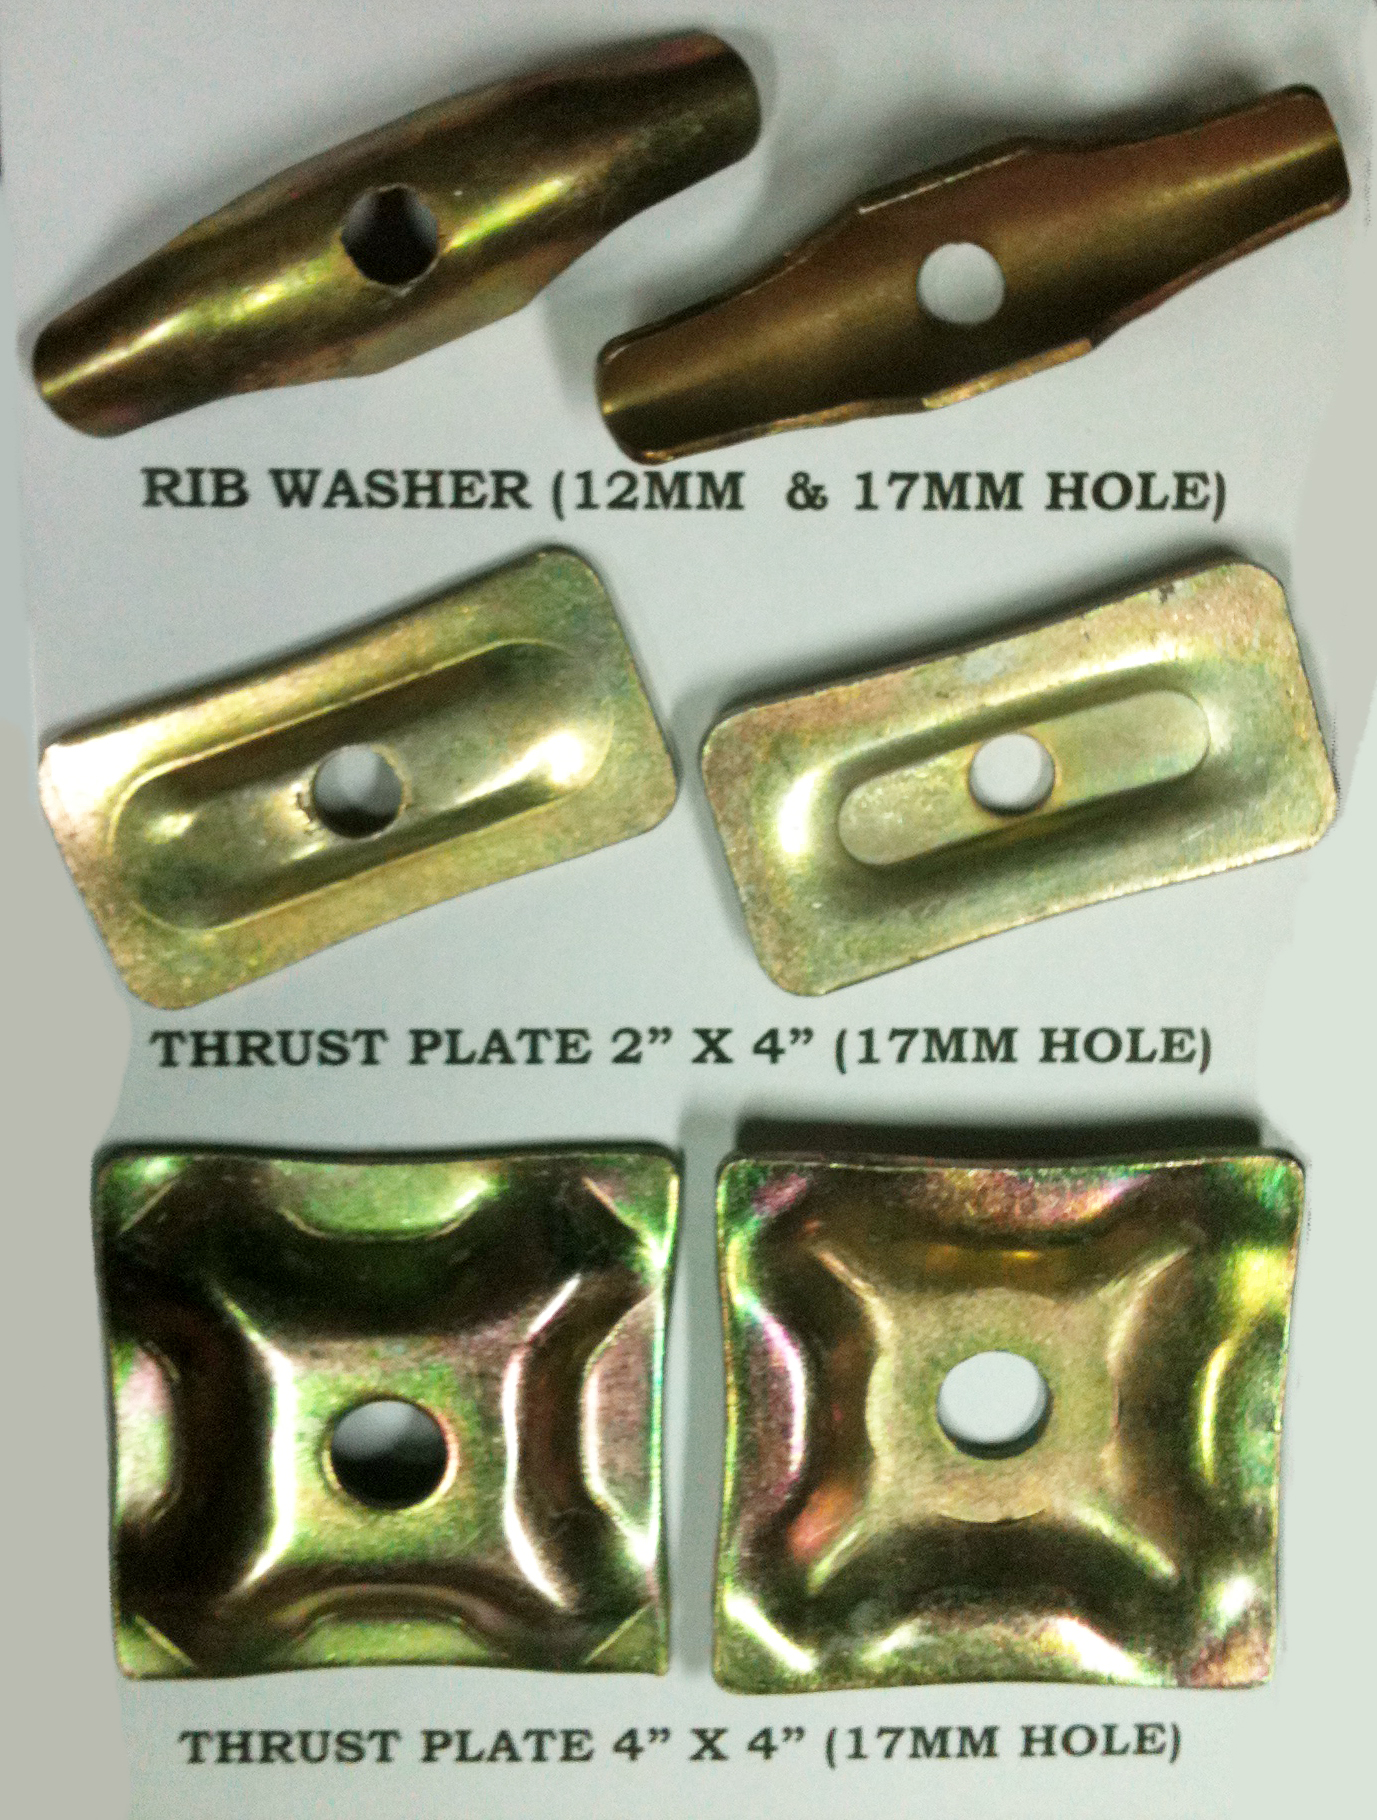 RIB WASHER (12MM & 17MM HOLE)
THRUST PLATE 2” X 4” (17MM HOLE)
THRUST PLATE 4” X 4” (17MM HOLE)